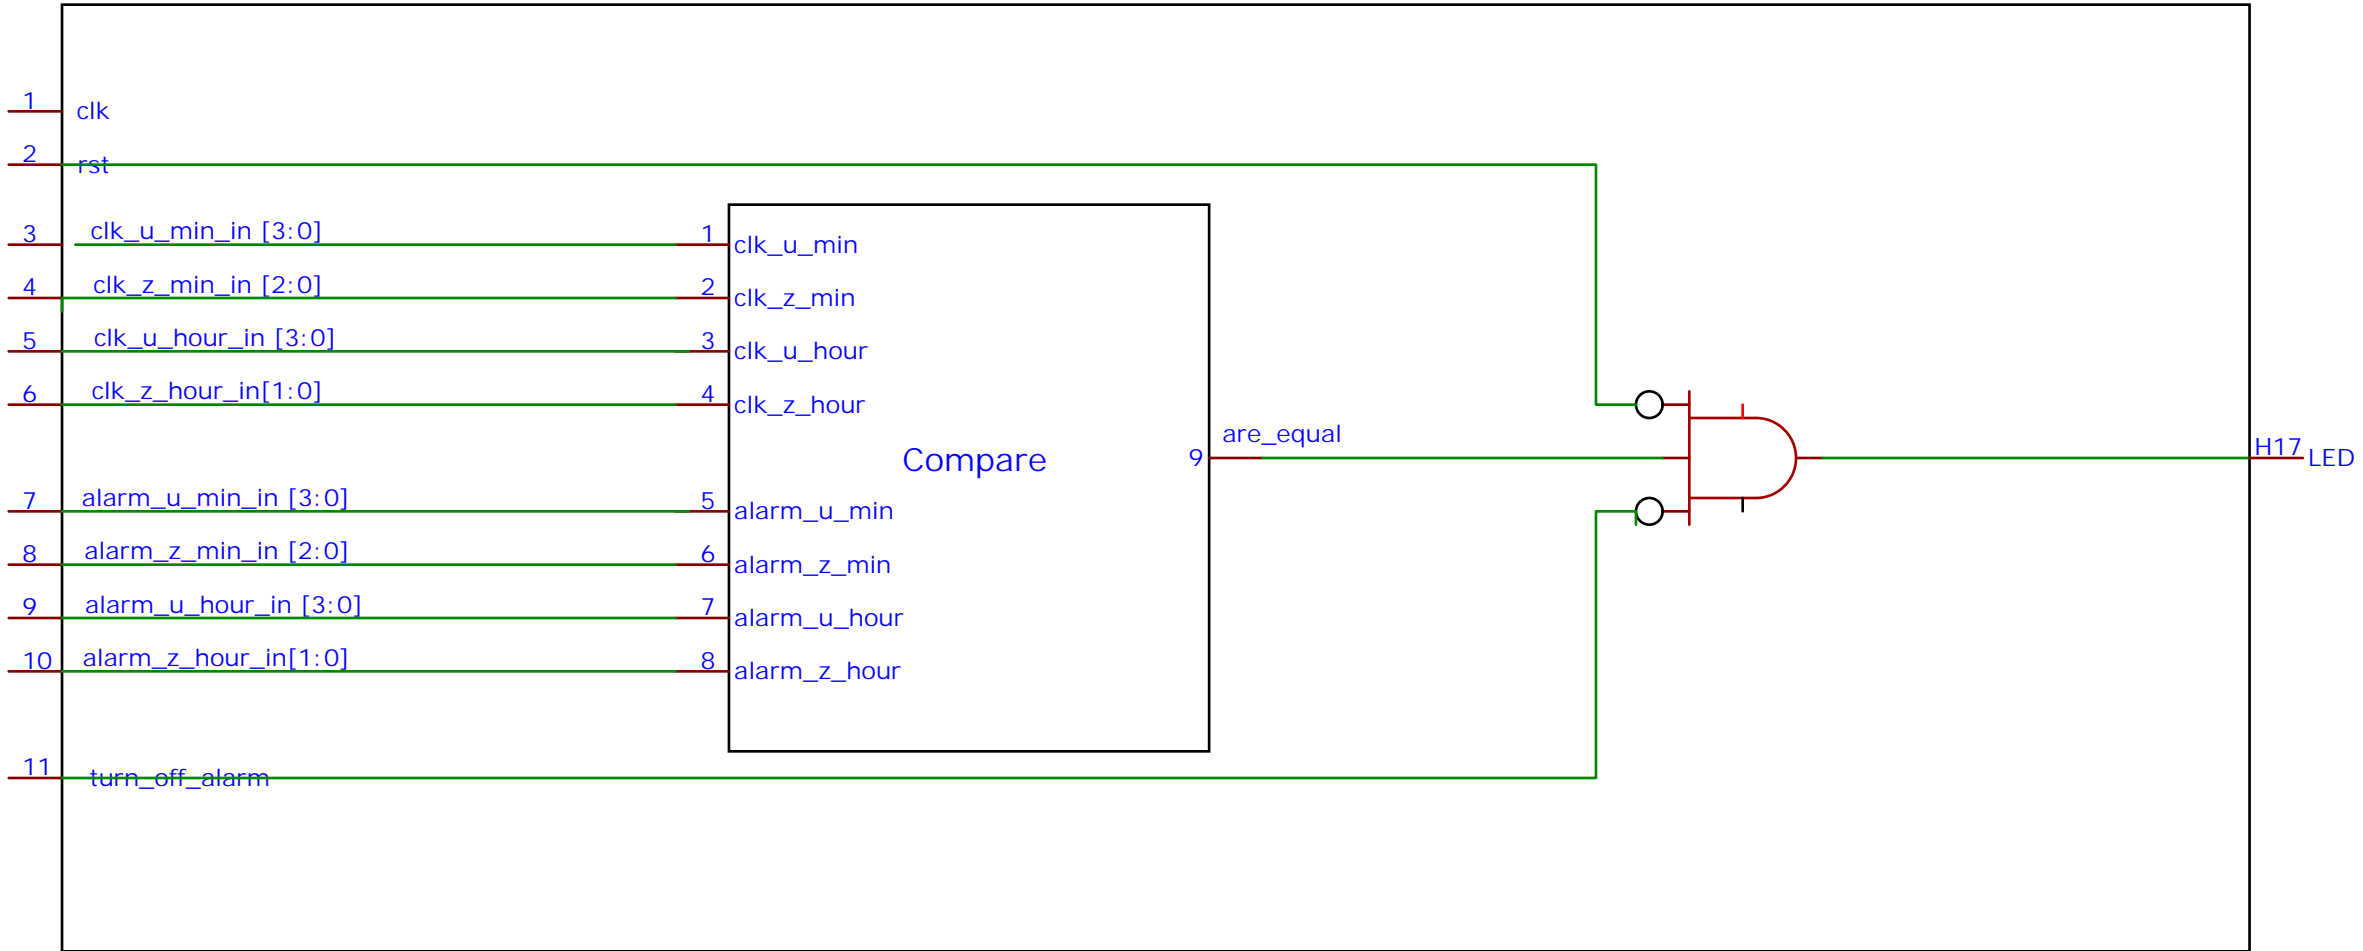 1 clk
2 rst
3 clk_u_min_in [3:0] 1 clk_u_min
4 clk_z_min_in [2:0] 2 clk_z_min
5 clk_u_hour_in [3:0] 3 clk_u_hour
6 clk_z_hour_in[1:0] 4 clk_z_hour
are_equal
Compare 9 H17 LED
7 alarm_u_min_in [3:0] 5 alarm_u_min
8 alarm_z_min_in [2:0] 6 alarm_z_min
9 alarm_u_hour_in [3:0] 7 alarm_u_hour
10 alarm_z_hour_in[1:0] 8 alarm_z_hour
11 turn_off_alarm